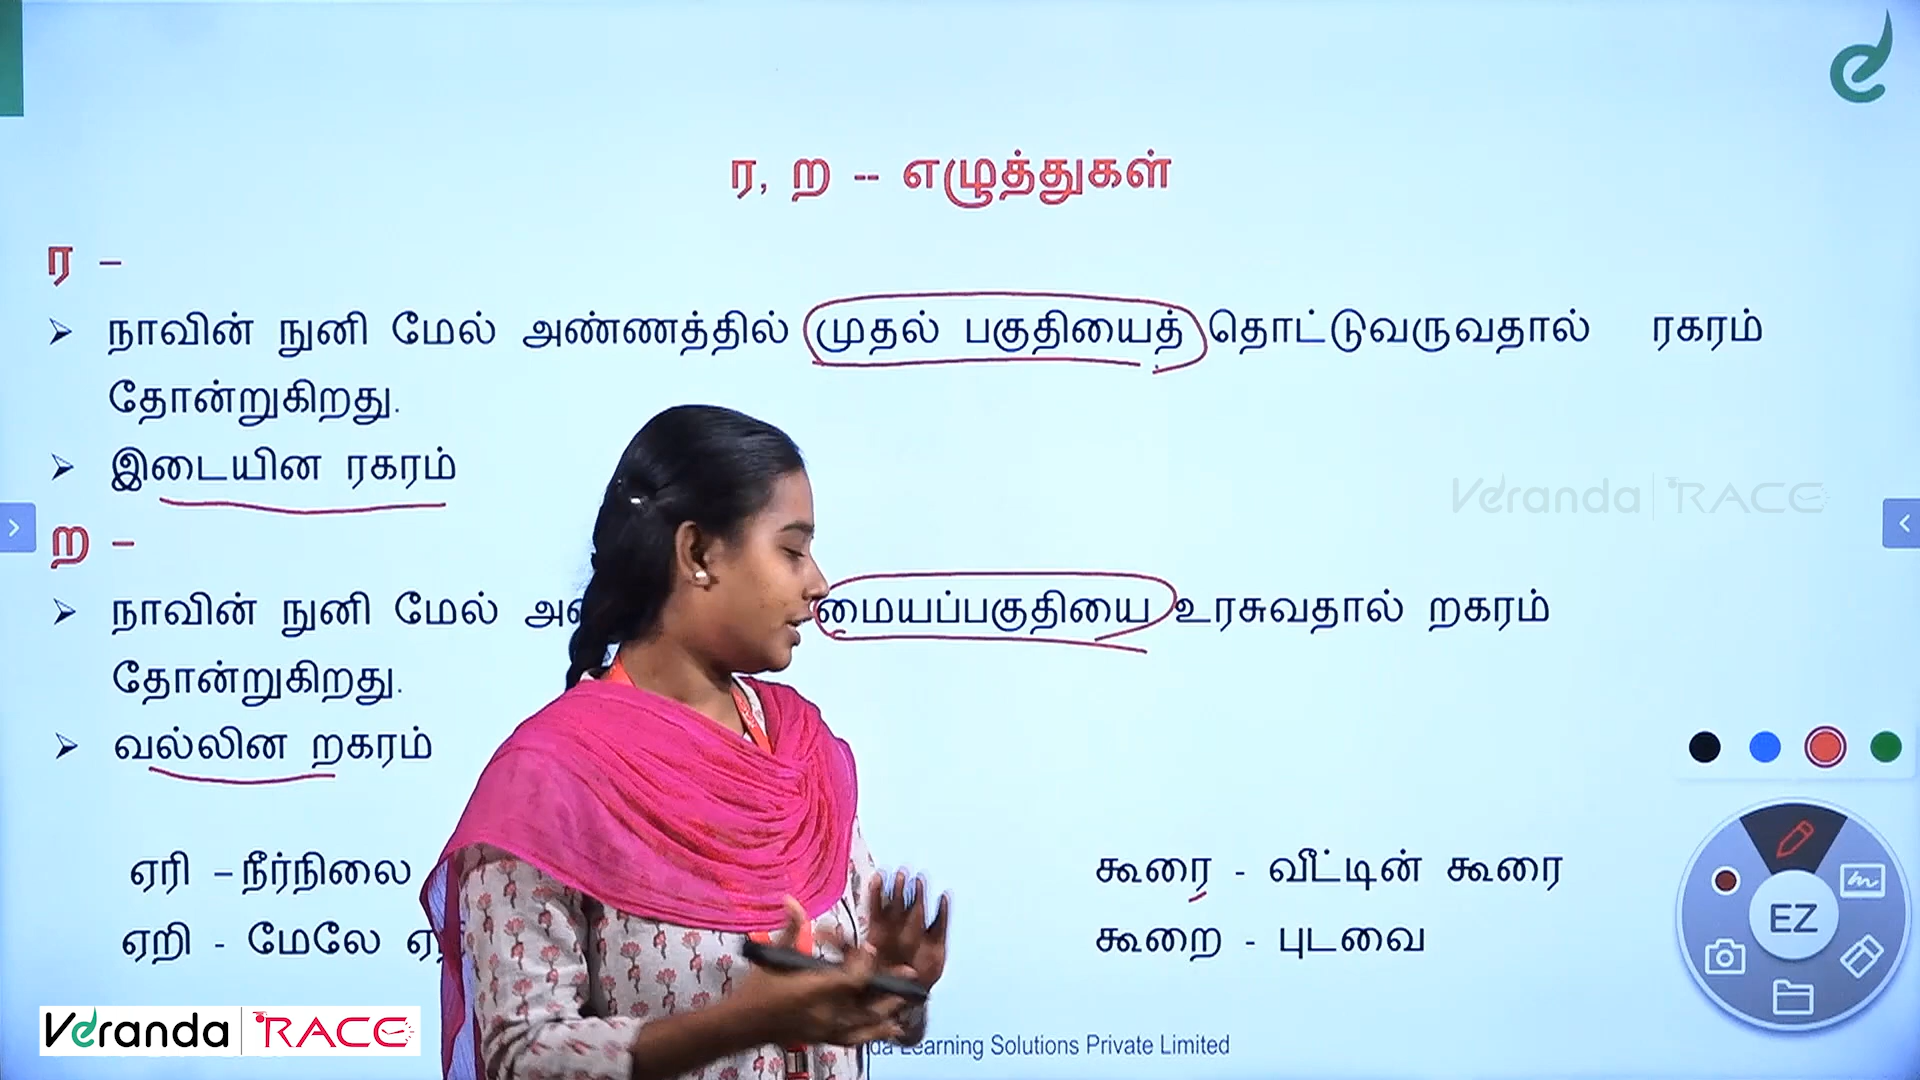 ர, ற -- எழுத்துகள்
ர –
➢ நாவின் நுனி மேல் அண்ணத்தில் முதல் பகுதியைத் தொட்டுவருவதால் ரகரம்
தோன்றுகிறது.
➢ இடையின ரகரம்
Veranda RACE
ற –
➢ நாவின் நுனி மேல் மையப்பகுதியை உரசுவதால் றகரம்
தோன்றுகிறது.
➢ வல்லின றகரம்
ஏரி – நீர்நிலை
கூரை - வீட்டின் கூரை
ஏறி - மேலே
கூறை - புடவை
EZ
Veranda RACE
Learning Solutions Private Limited